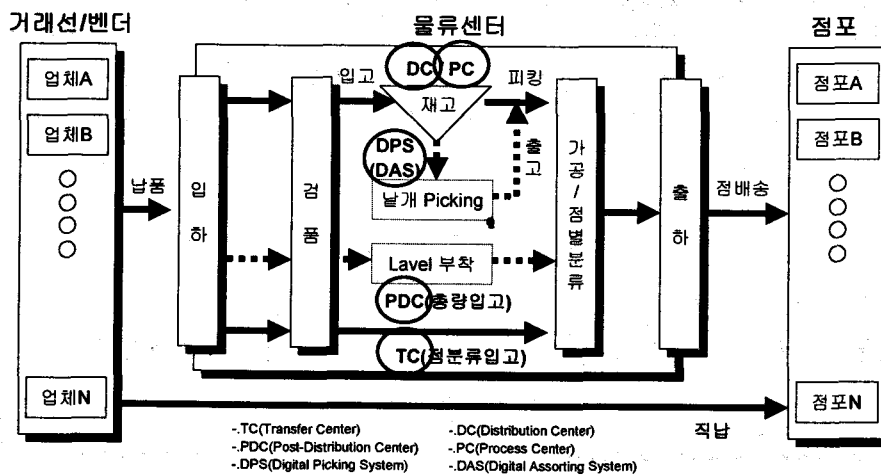 거래선/벤더
물류센터
점포
업체A
업체B
업체N
납품
입하
검품
입고
DC/PC
재고
피킹
DPS
(DAS)
출고
낱개 Picking
Lavel 부착
PDC(총량입고)
TC(점분류입고)
가공/점별분류
출하
점배송
점포A
점포B
점포N
직납
-.TC(Transfer Center)
-.DC(Distribution Center)
-.PDC(Post-Distribution Center)
-.PC(Process Center)
-.DPS(Digital Picking System)
-.DAS(Digital Assorting System)